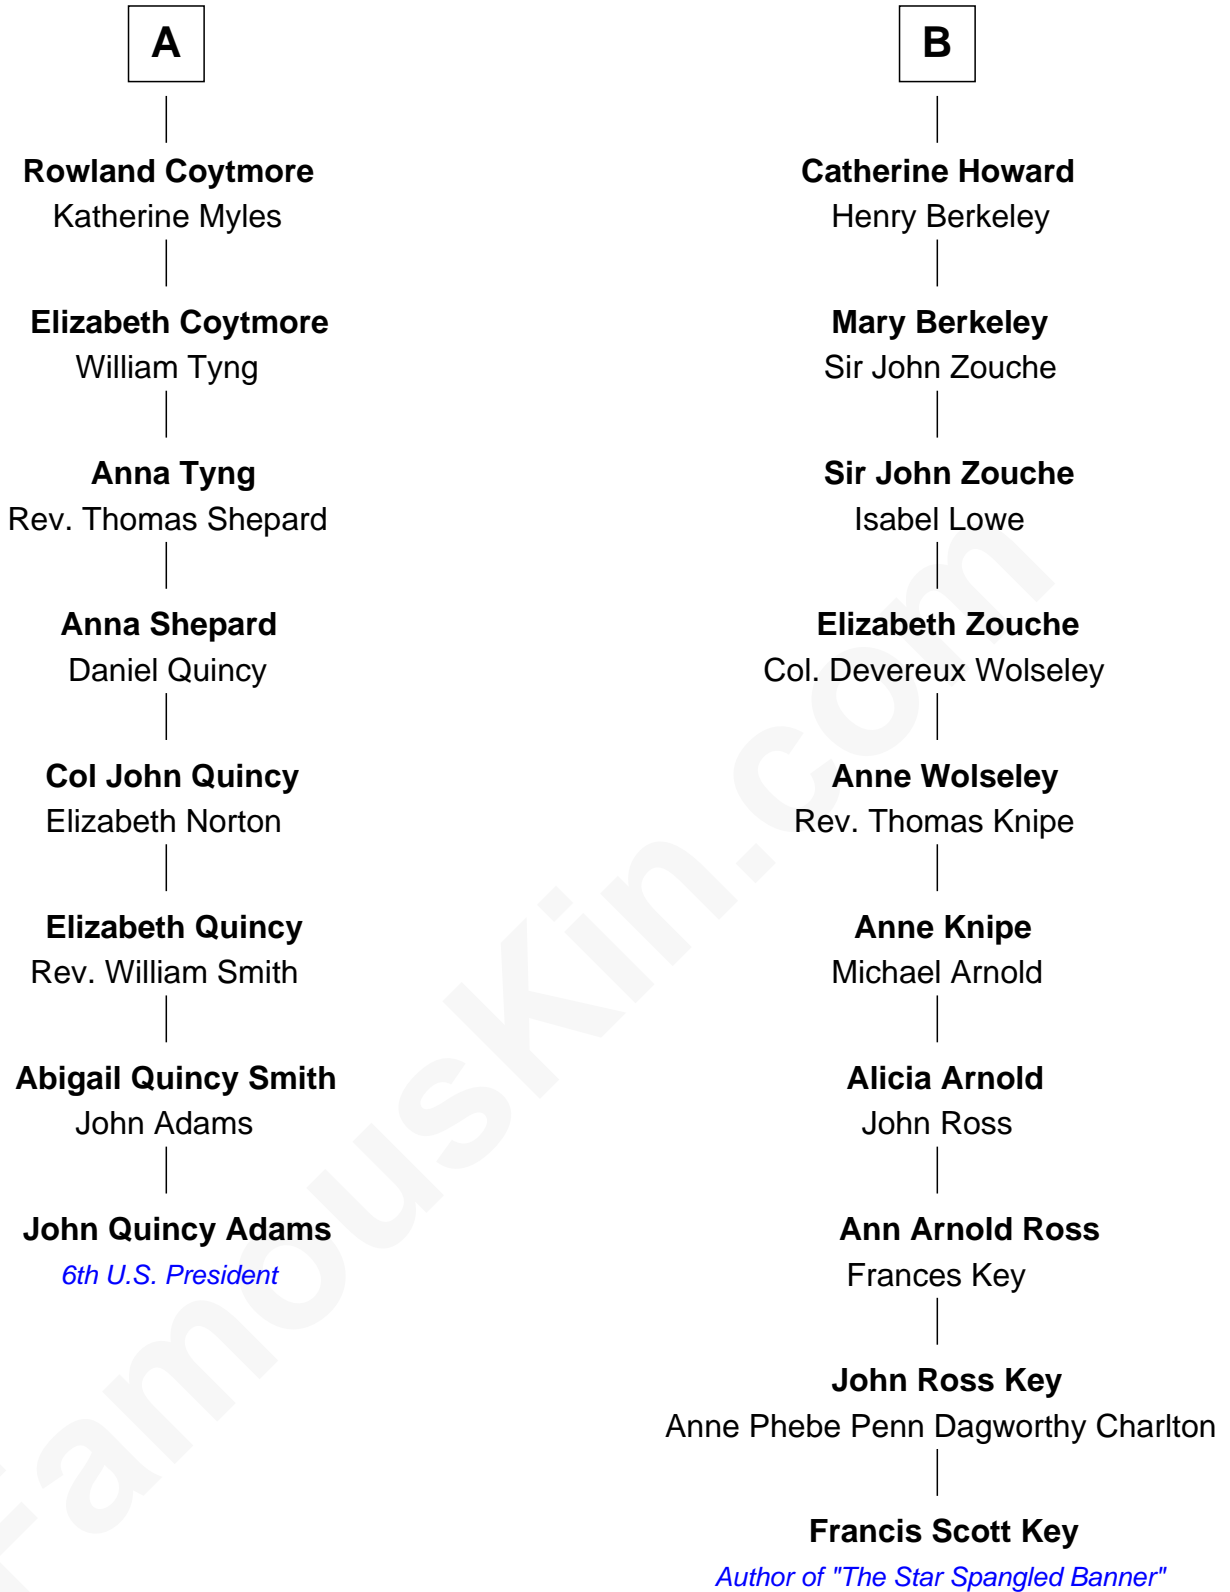 A
Rowland Coytmore
Katherine Myles
Elizabeth Coytmore
William Tyng
Anna Tyng
Rev. Thomas Shepard
Anna Shepard
Daniel Quincy
Col John Quincy
Elizabeth Norton
Elizabeth Quincy
Rev. William Smith
Abigail Quincy Smith
John Adams
John Quincy Adams
6th U.S. President
B
Catherine Howard
Henry Berkeley
Mary Berkeley
Sir John Zouche
Sir John Zouche
Isabel Lowe
Elizabeth Zouche
Col. Devereux Wolseley
Anne Wolseley
Rev. Thomas Knipe
Anne Knipe
Michael Arnold
Alicia Arnold
John Ross
Ann Arnold Ross
Frances Key
John Ross Key
Anne Phebe Penn Dagworthy Charlton
Francis Scott Key
Author of "The Star Spangled Banner"
FamousKin.com